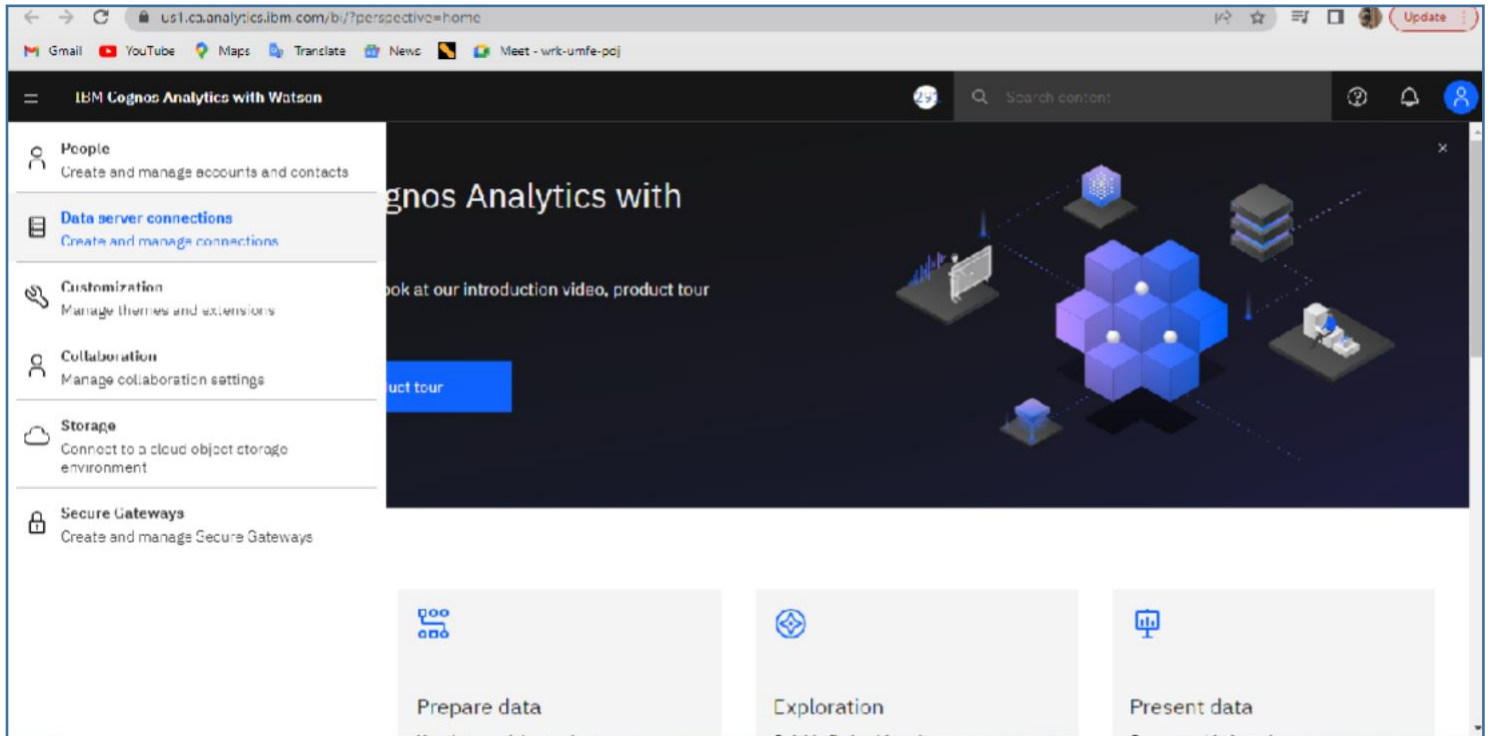 us1.ca.analytics.ibm.com/bi/?perspective=home
Update
Gmail YouTube Maps Translate News Meet - wrk-umfe-pdj
IBM Cognos Analytics with Watson
Search content
People
Create and manage accounts and contacts
Data server connections
Create and manage connections
Customization
Manage themes and extensions
Collaboration
Manage collaboration settings
Storage
Connect to a cloud object storage
environment
Secure Gateways
Create and manage Secure Gateways
gnos Analytics with
ook at our introduction video, product tour
uct tour
Prepare data
Exploration
Present data